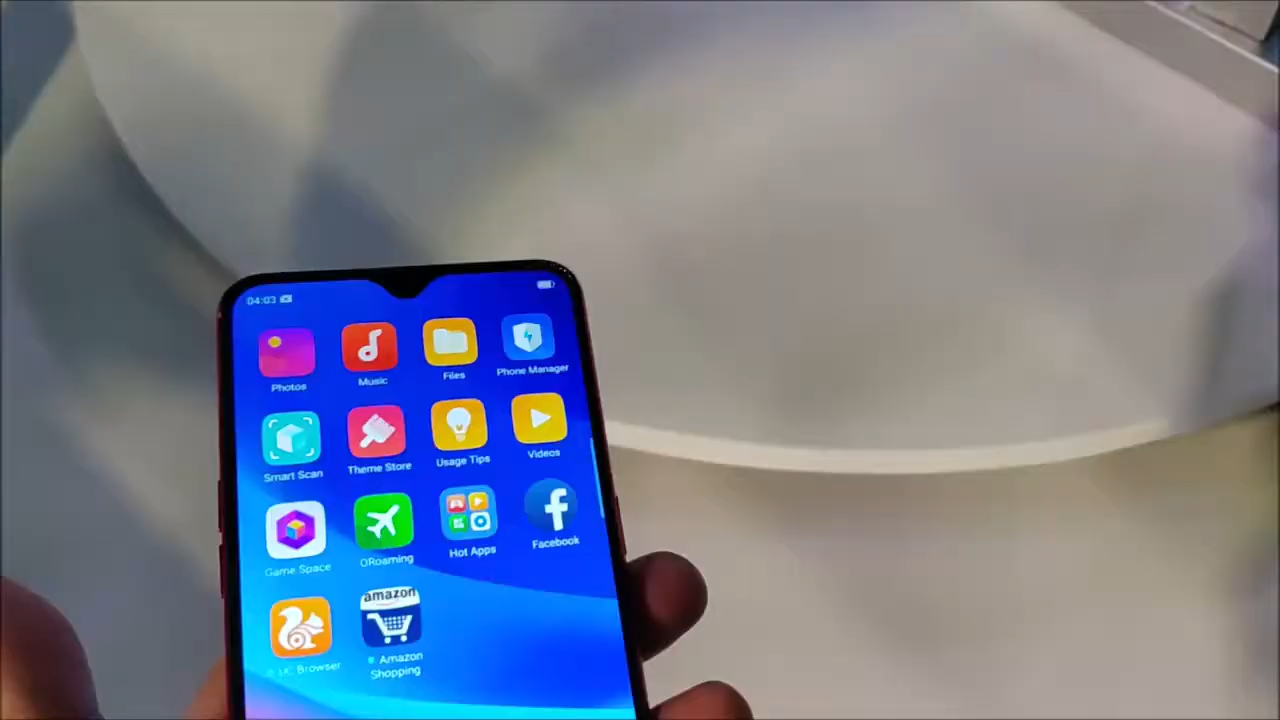 04:03
Photos
Music
Files
Phone Manager
Smart Scan
Theme Store
Usage Tips
Videos
Game Space
ORoaming
Hot Apps
f
Facebook
amazon
UC Browser
Amazon
Shopping